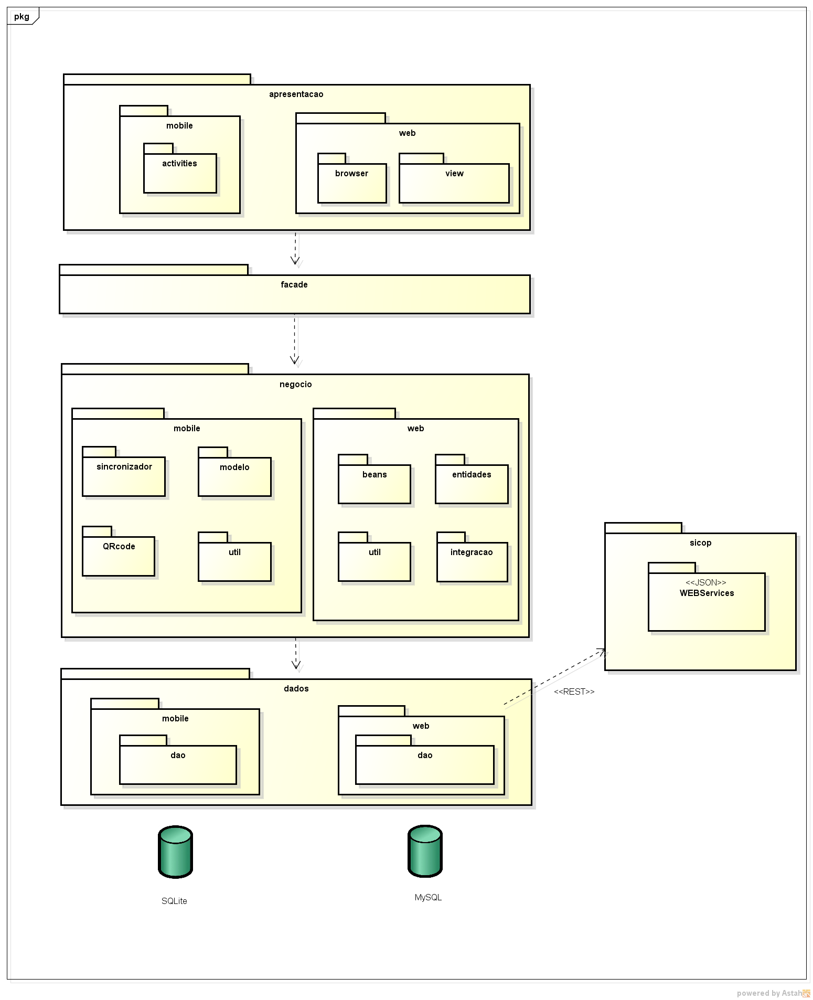 pkg
apresentacao
mobile
web
activities
browser
view
facade
negocio
mobile
web
sincronizador
modelo
beans
entidades
QRcode
util
util
integracao
sicop
<<JSON>>
WEBServices
dados
<<REST>>
mobile
web
dao
dao
SQLite
MySQL
powered by Astah